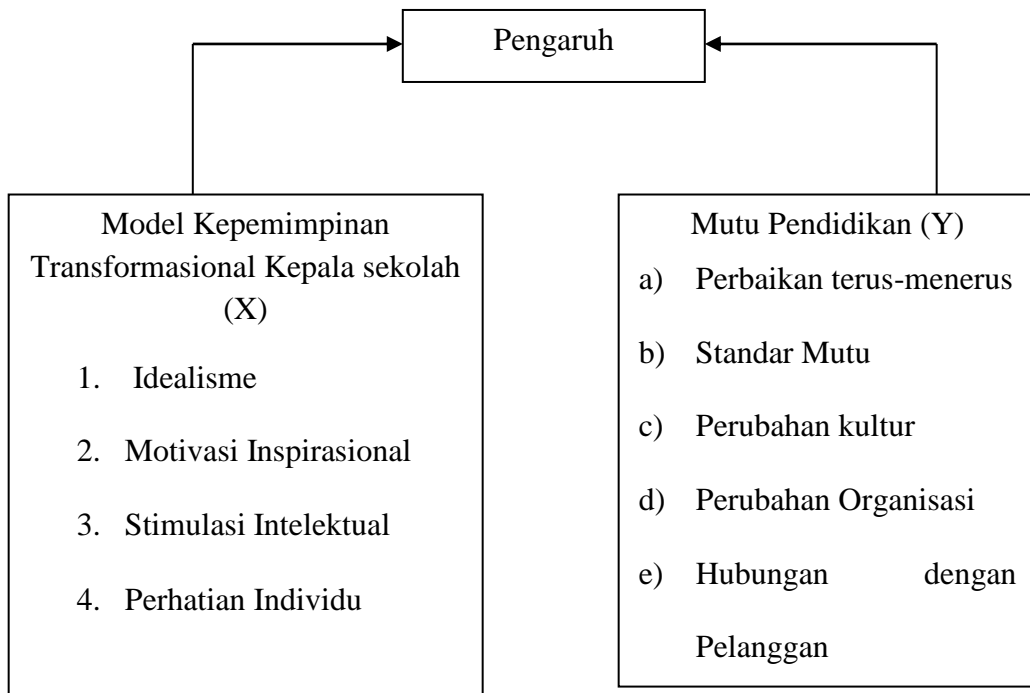 Pengaruh
Model Kepemimpinan
Transformasional Kepala sekolah
(X)
1. Idealisme
2. Motivasi Inspirasional
3. Stimulasi Intelektual
4. Perhatian Individu
Mutu Pendidikan (Y)
a) Perbaikan terus-menerus
b) Standar Mutu
c) Perubahan kultur
d) Perubahan Organisasi
e) Hubungan dengan
Pelanggan